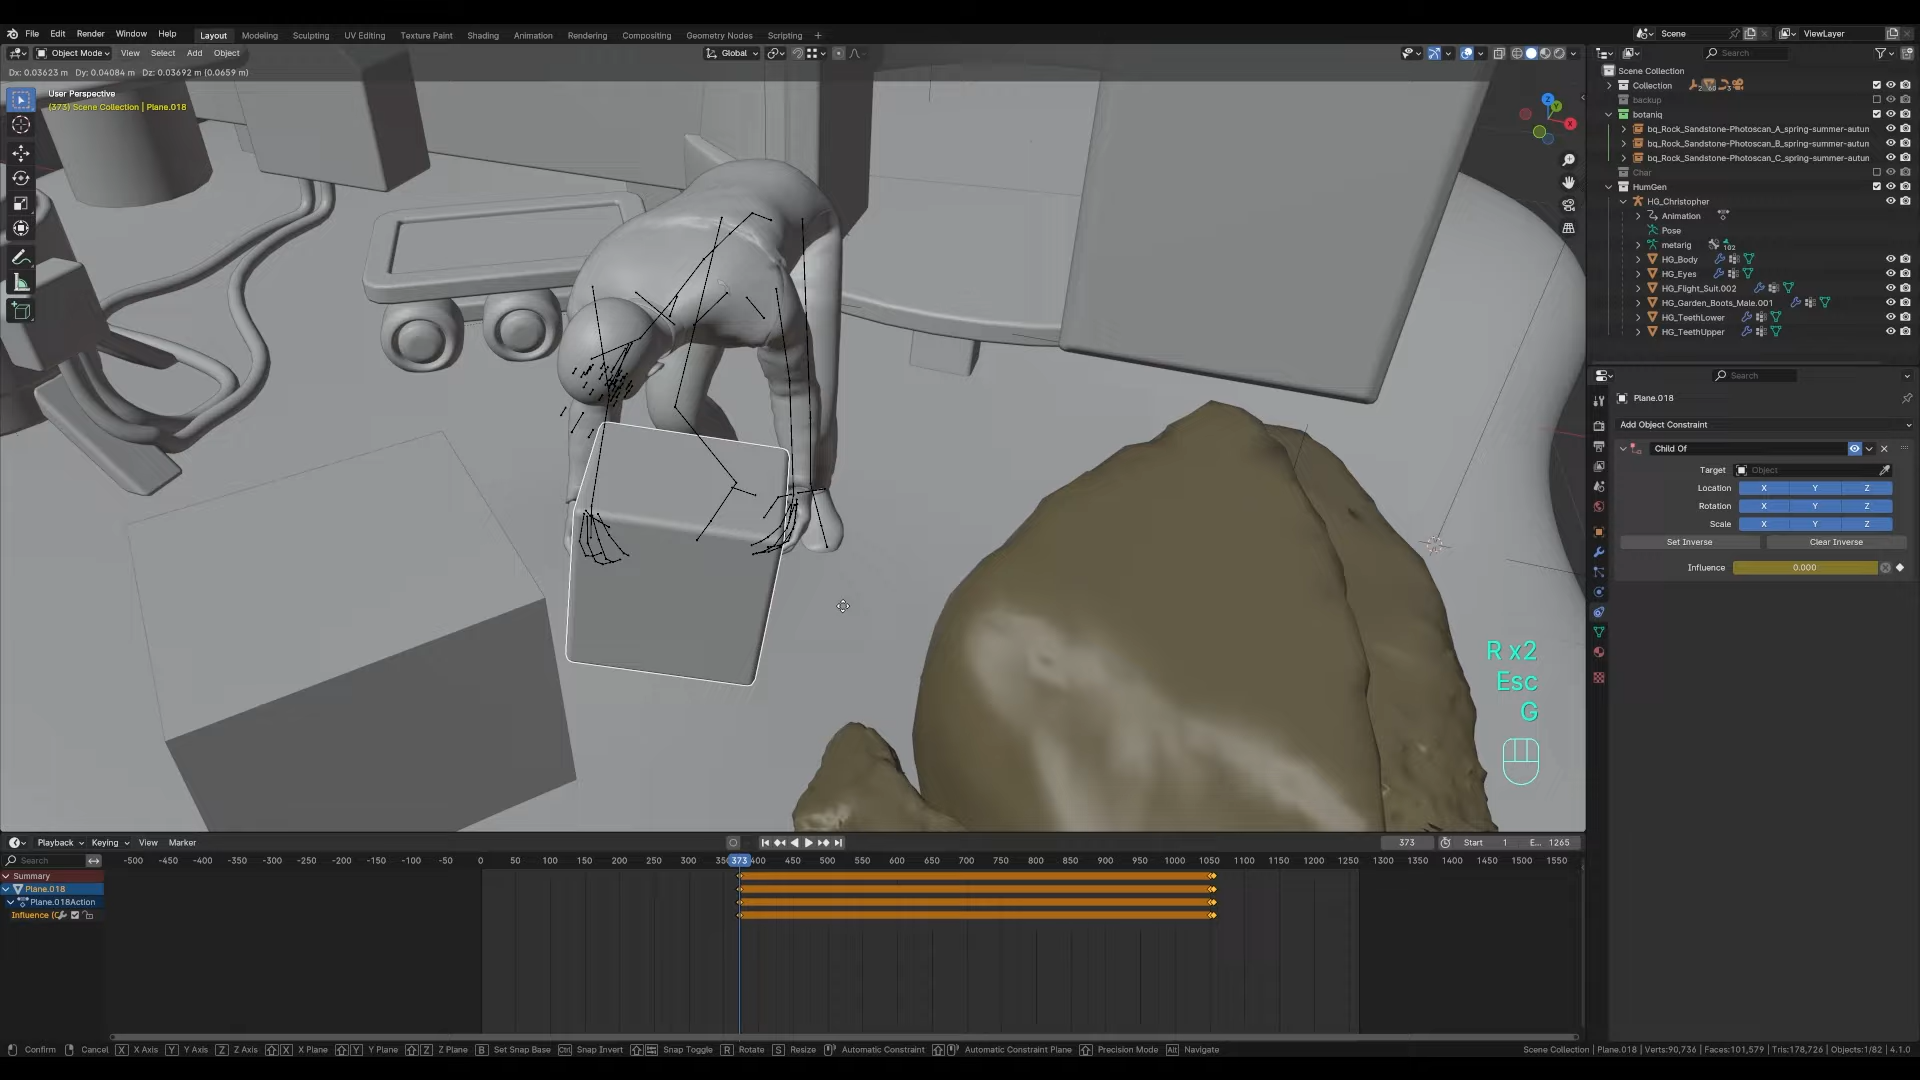 File Edit Render Window Help Layout Modeling Sculpting UV Editing Texture Paint Shading Animation Rendering Compositing Geometry Nodes Scripting + Scene ViewLayer
Object Mode View Select Add Object Global Search
Dx: 0.03623 m Dy: 0.04084 m Dz: 0.03692 m (0.0659 m)
User Perspective
(373) Scene Collection | Plane.018
Z
Y
X
Scene Collection
Collection
backup
botaniq
bq_Rock_Sandstone-Photoscan_A_spring-summer-autun
bq_Rock_Sandstone-Photoscan_B_spring-summer-autun
bq_Rock_Sandstone-Photoscan_C_spring-summer-autun
Char
HumGen
HG_Christopher
Animation
Pose
metarig 102
HG_Body
HG_Eyes
HG_Flight_Suit.002
HG_Garden_Boots_Male.001
HG_TeethLower
HG_TeethUpper
Search
Plane.018
Add Object Constraint
Child Of
Target Object
Location X Y Z
Rotation X Y Z
Scale X Y Z
Set Inverse Clear Inverse
Influence 0.000
R x2
Esc
G
Playback Keying View Marker 373 Start 1 E... 1265
Search -500 -450 -400 -350 -300 -250 -200 -150 -100 -50 0 50 100 150 200 250 300 373 400 450 500 550 600 650 700 750 800 850 900 950 1000 1050 1100 1150 1200 1250 1300 1350 1400 1450 1500 1550
Summary
Plane.018
Plane.018Action
Influence (C
Confirm Cancel X X Axis Y Y Axis Z Z Axis X X Plane Y Y Plane Z Z Plane B Set Snap Base Ctrl Snap Invert Snap Toggle R Rotate S Resize Automatic Constraint Automatic Constraint Plane Precision Mode Alt Navigate Scene Collection | Plane.018 | Verts:90,736 | Faces:101,579 | Tris:178,726 | Objects:1/82 | 4.1.0